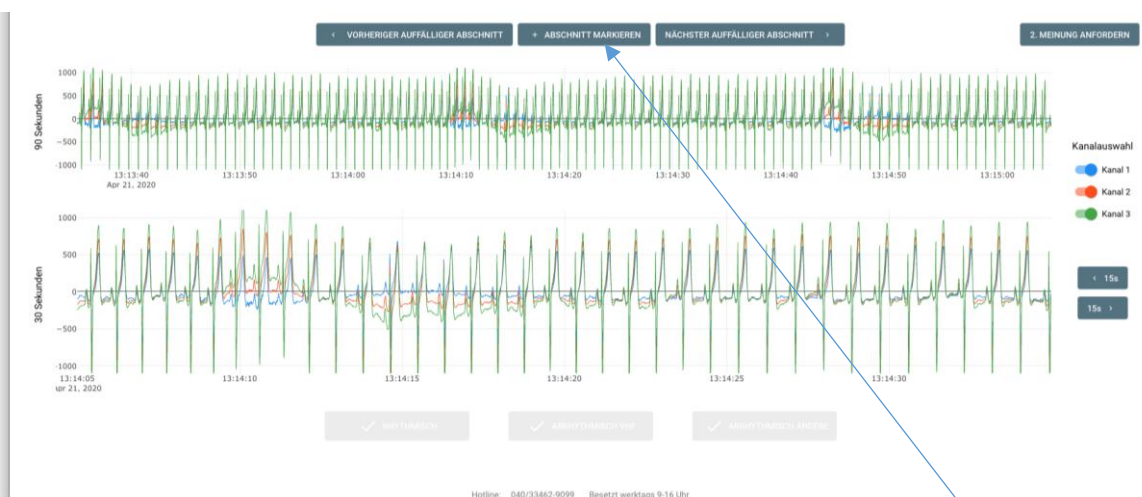 ‹ VORHERIGER AUFFÄLLIGER ABSCHNITT + ABSCHNITT MARKIEREN NÄCHSTER AUFFÄLLIGER ABSCHNITT › 2. MEINUNG ANFORDERN
90 Sekunden
1000
500
0
−500
-1000
13:13:40 13:13:50 13:14:00 13:14:10 13:14:20 13:14:30 13:14:40 13:14:50 13:15:00
Apr 21, 2020
Kanalauswahl
Kanal 1
Kanal 2
Kanal 3
30 Sekunden
1000
500
0
−500
-1000
13:14:05 13:14:10 13:14:15 13:14:20 13:14:25 13:14:30
pr 21, 2020
‹ 15s
15s ›
RHYTHMISCH ARRHYTHMISCH VHF ARRHYTHMISCH ANDERE
Hotline: 040/33462-9099 Besetzt werktags 9-16 Uhr